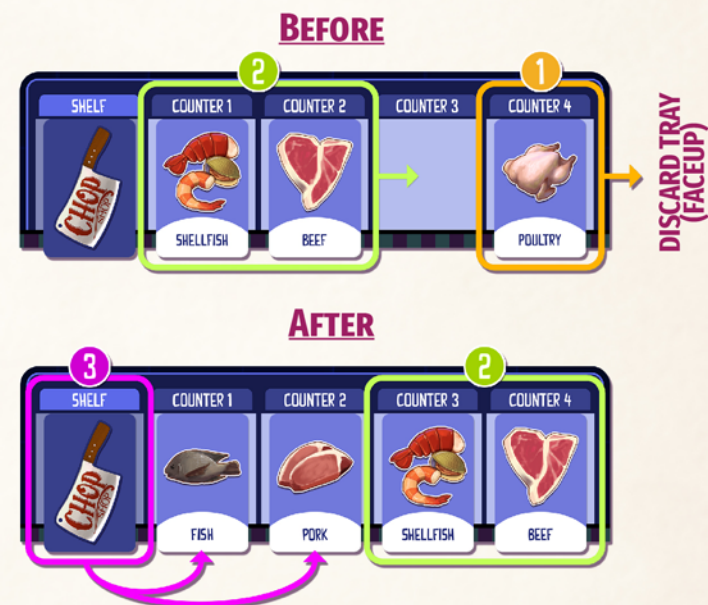 BEFORE
2
1
SHELF
COUNTER 1
COUNTER 2
COUNTER 3
COUNTER 4
CHOP
SHOP
SHELLFISH
BEEF
POULTRY
DISCARD TRAY
(FACEUP)
AFTER
3
2
SHELF
COUNTER 1
COUNTER 2
COUNTER 3
COUNTER 4
CHOP
SHOP
FISH
PORK
SHELLFISH
BEEF